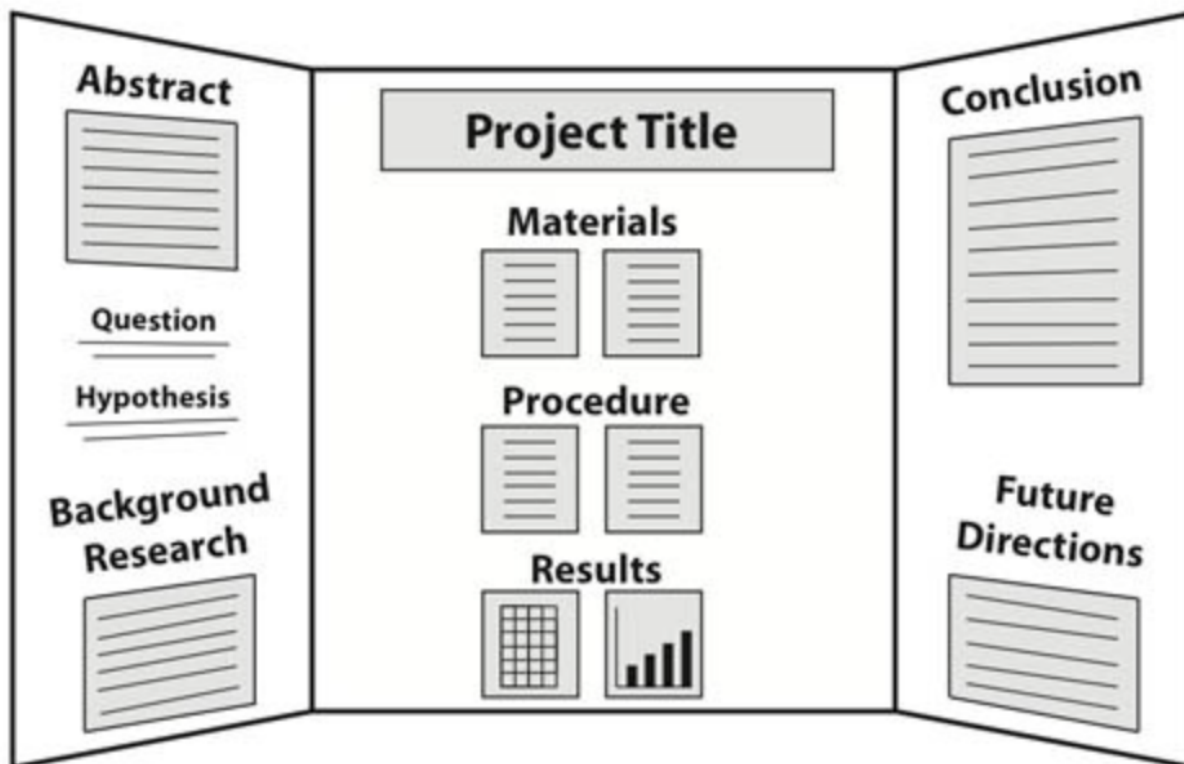 Abstract
Question
Hypothesis
Background
Research
Project Title
Materials
Procedure
Results
Conclusion
Future
Directions